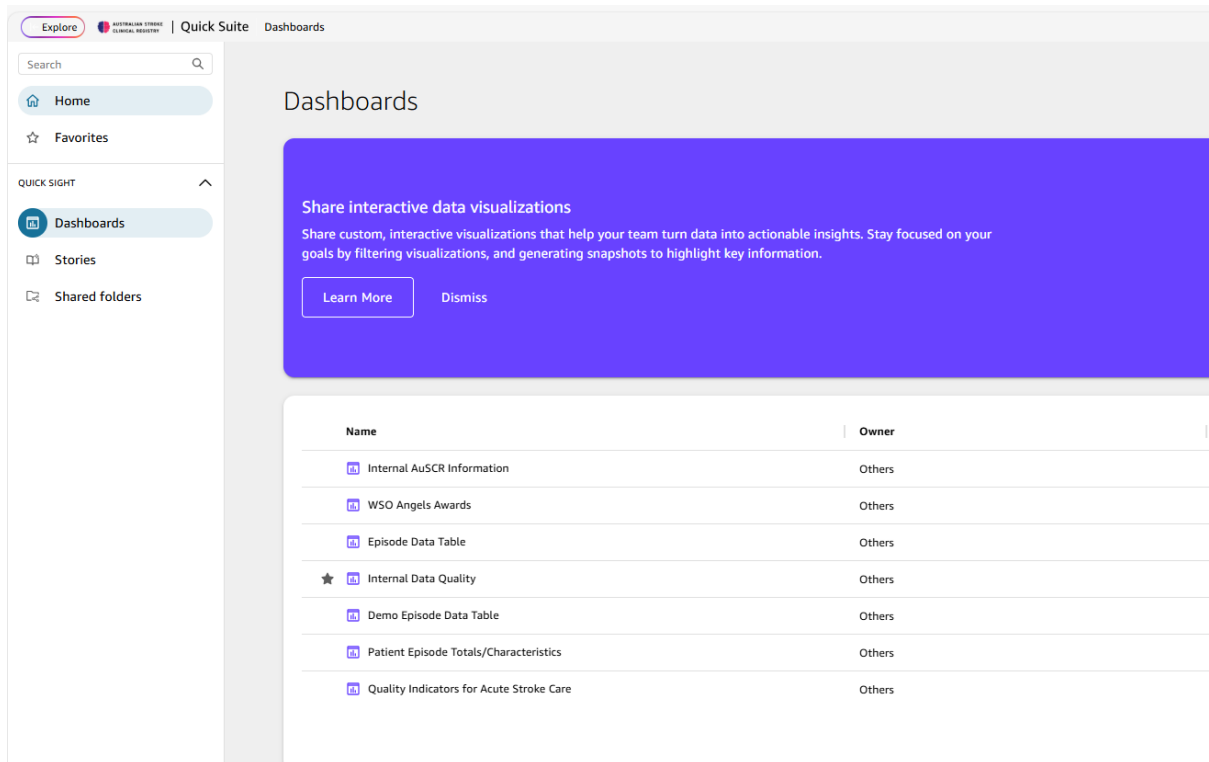 Explore
AUSTRALIAN STROKE
CLINICAL REGISTRY
| Quick Suite
Dashboards
Search
Home
Favorites
QUICK SIGHT
Dashboards
Stories
Shared folders
Dashboards
Share interactive data visualizations
Share custom, interactive visualizations that help your team turn data into actionable insights. Stay focused on your
goals by filtering visualizations, and generating snapshots to highlight key information.
Learn More Dismiss
Name Owner
Internal AuSCR Information Others
WSO Angels Awards Others
Episode Data Table Others
Internal Data Quality Others
Demo Episode Data Table Others
Patient Episode Totals/Characteristics Others
Quality Indicators for Acute Stroke Care Others